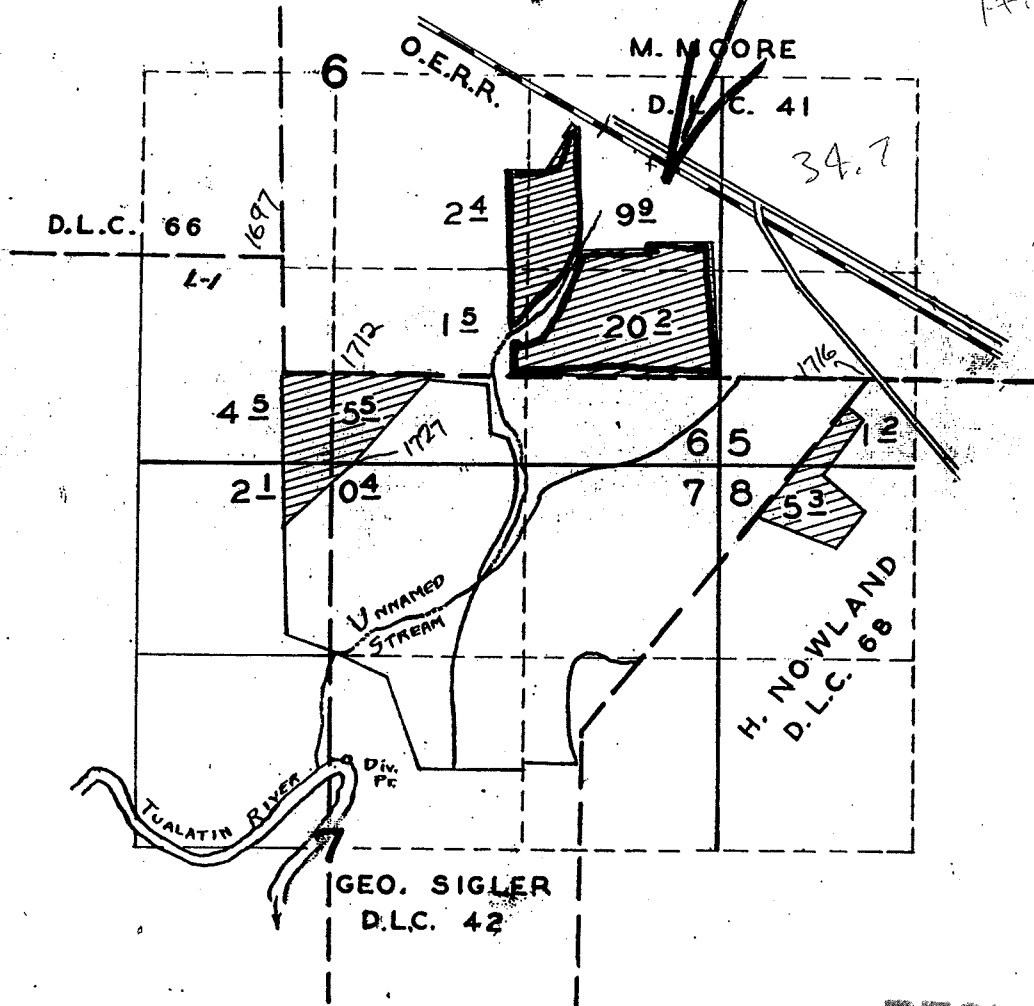 M. MOORE
6
O.E.R.R.
D.L.C. 41
34.7
1697
2 4
9 9
D.L.C. 66
L-1
1 5
20 2
1712
1716
4 5
5 5
1727
6 5
1 2
2 1
0 4
7 8
5 3
UNNAMED
STREAM
H. NOWLAND
D.L.C. 68
Div.
Pt.
TUALATIN RIVER
7
GEO. SIGLER
D.L.C. 42